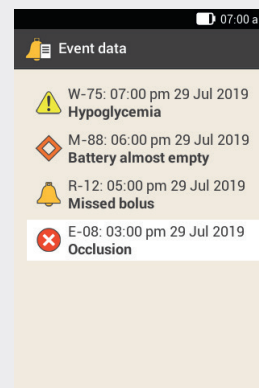 07:00 a
Event data
W-75: 07:00 pm 29 Jul 2019
Hypoglycemia
M-88: 06:00 pm 29 Jul 2019
Battery almost empty
R-12: 05:00 pm 29 Jul 2019
Missed bolus
E-08: 03:00 pm 29 Jul 2019
Occlusion